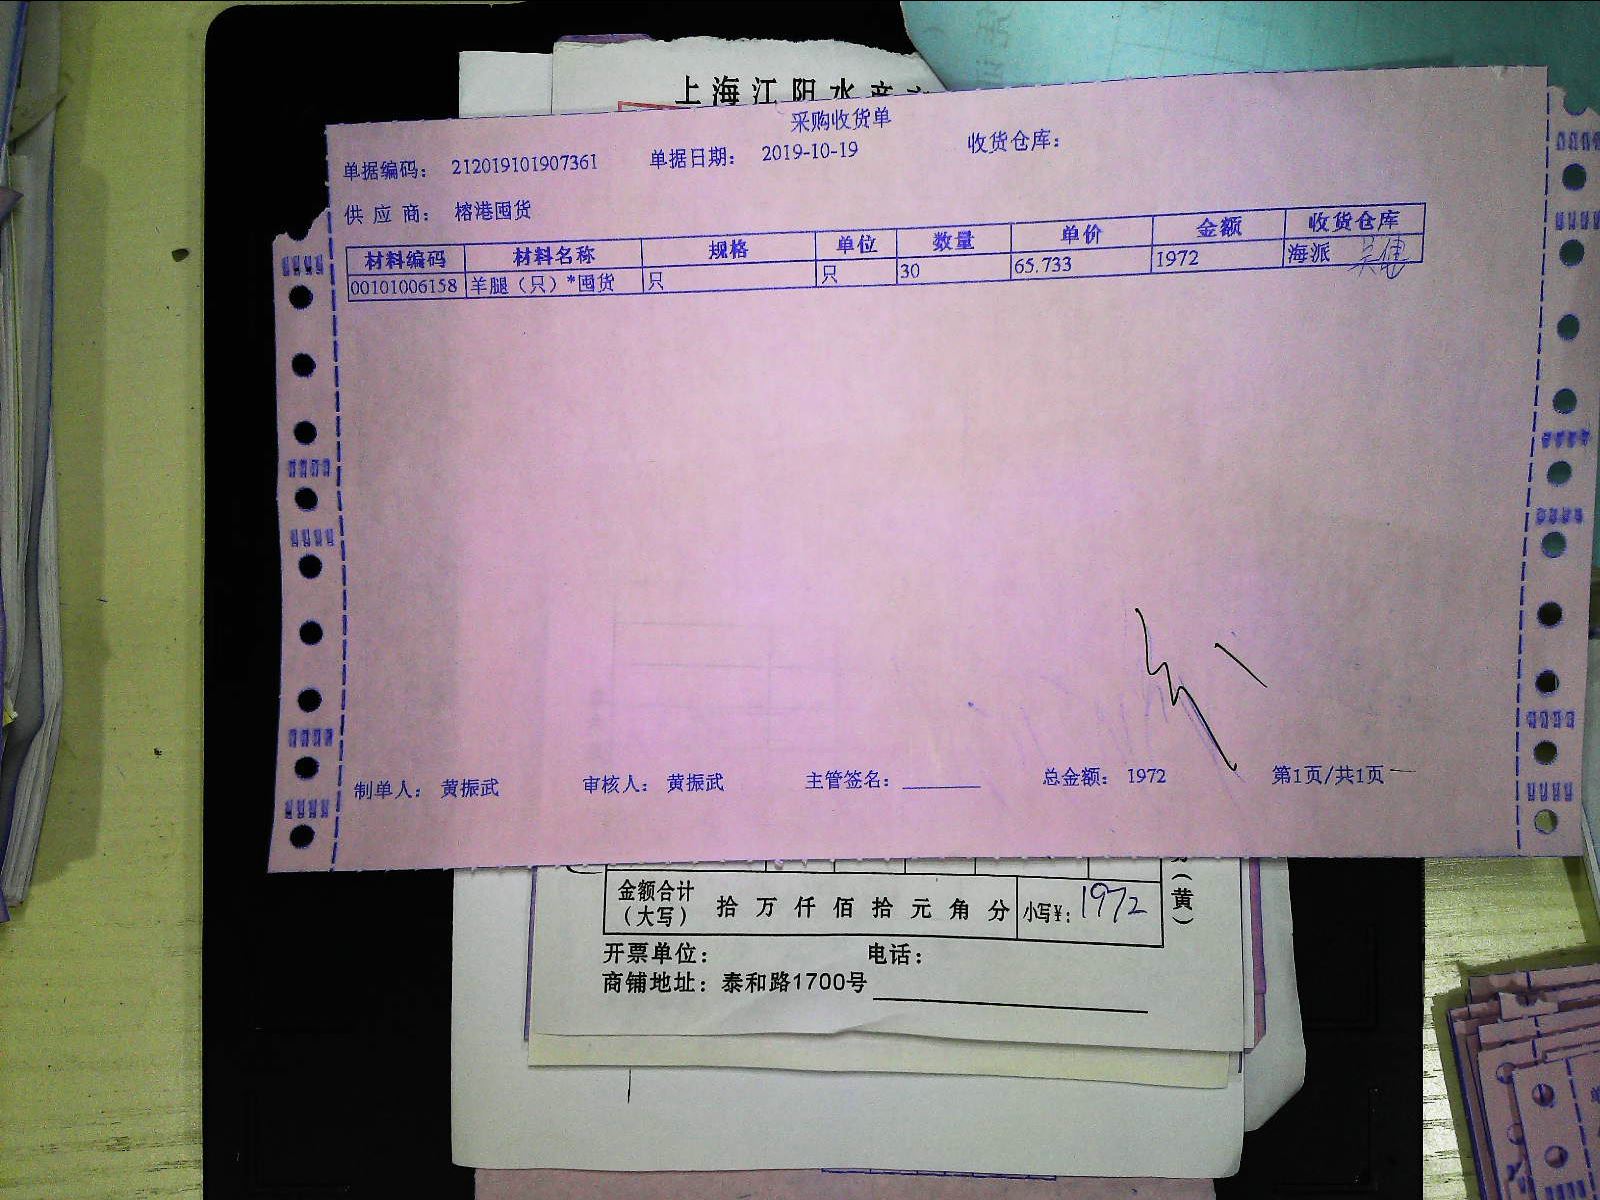 上海江阳水产
采购收货单
单据编码： 212019101907361 单据日期： 2019-10-19 收货仓库：
供 应 商： 榕港囤货
材料编码 材料名称 规格 单位 数量 单价 金额 收货仓库
00101006158 羊腿（只）*囤货 只 只 30 65.733 1972 海派
制单人： 黄振武 审核人： 黄振武 主管签名： 总金额： 1972 第1页/共1页
金额合计（大写） 拾 万 仟 佰 拾 元 角 分 小写¥： 1972
（黄）
开票单位： 电话：
商铺地址： 泰和路1700号